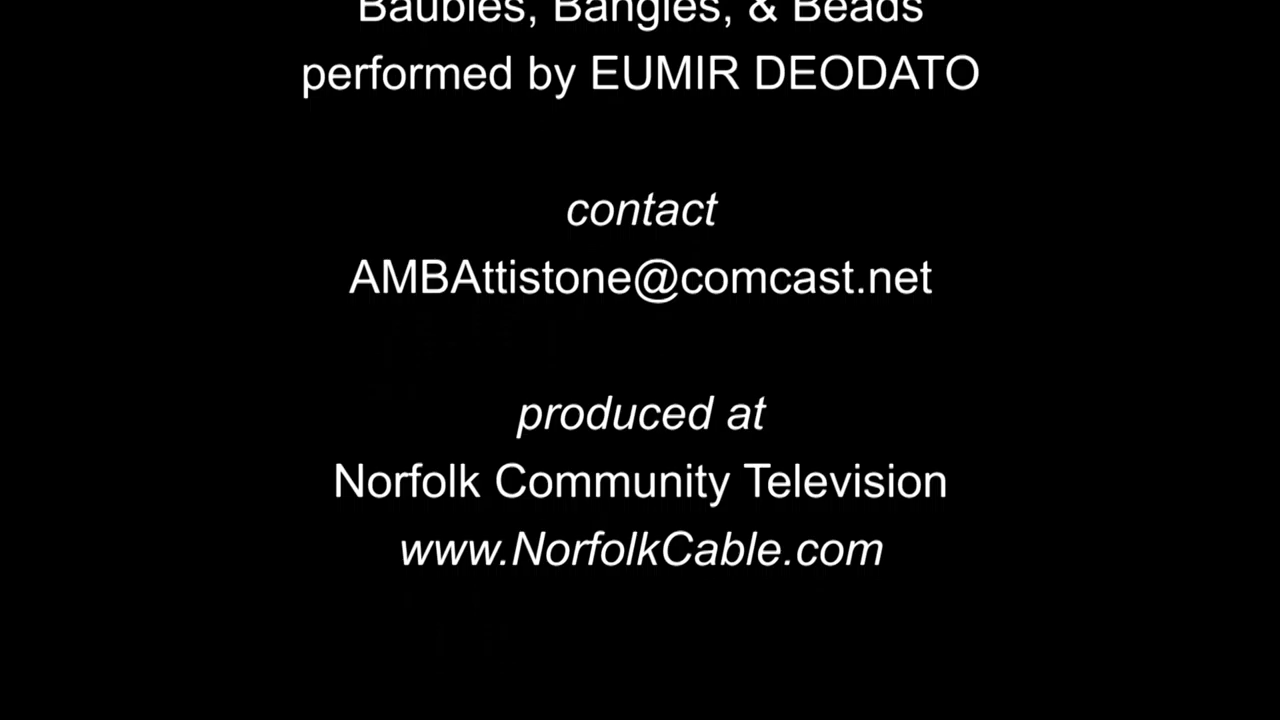 Baubles, Bangles, & Beads
performed by EUMIR DEODATO
contact
AMBAttistone@comcast.net
produced at
Norfolk Community Television
www.NorfolkCable.com